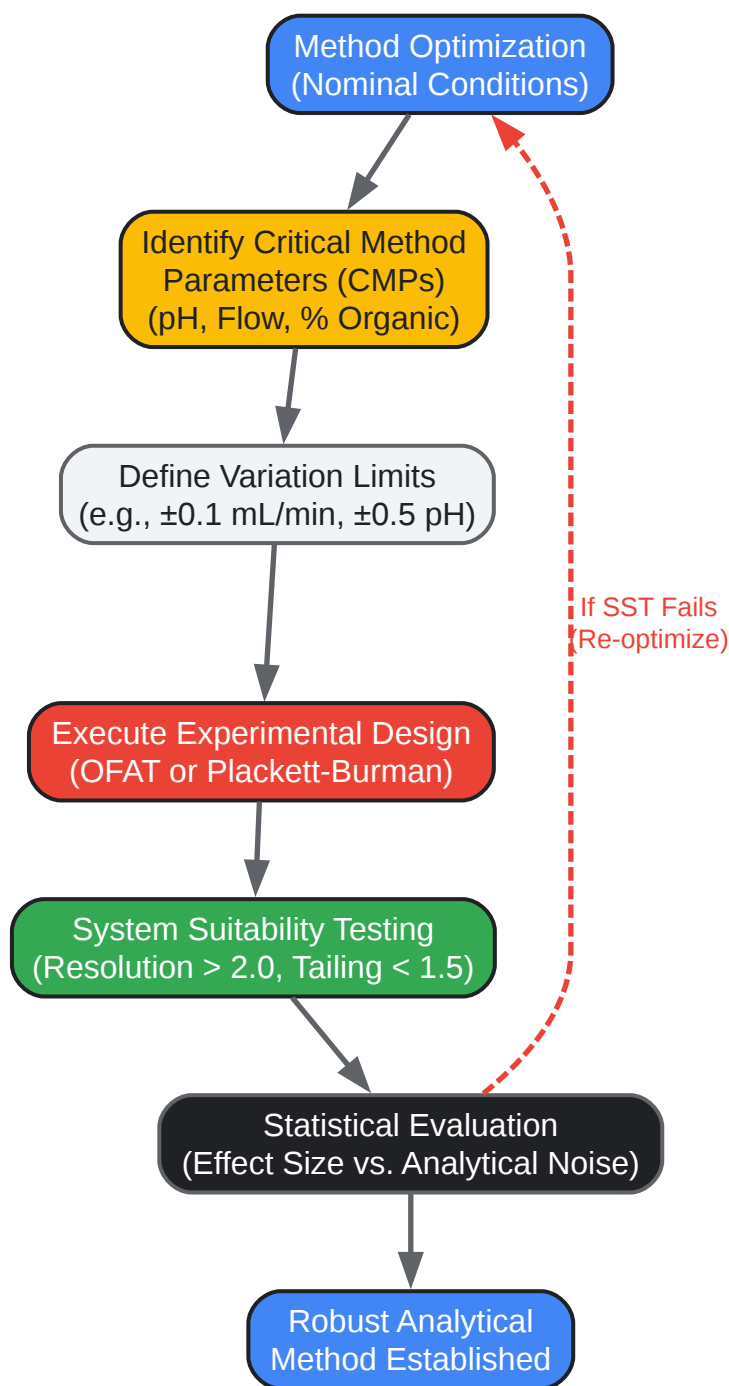 Method Optimization
(Nominal Conditions)
Identify Critical Method
Parameters (CMPs)
(pH, Flow, % Organic)
Define Variation Limits
(e.g., ±0.1 mL/min, ±0.5 pH)
If SST Fails
(Re-optimize)
Execute Experimental Design
(OFAT or Plackett-Burman)
System Suitability Testing
(Resolution > 2.0, Tailing < 1.5)
Statistical Evaluation
(Effect Size vs. Analytical Noise)
Robust Analytical
Method Established